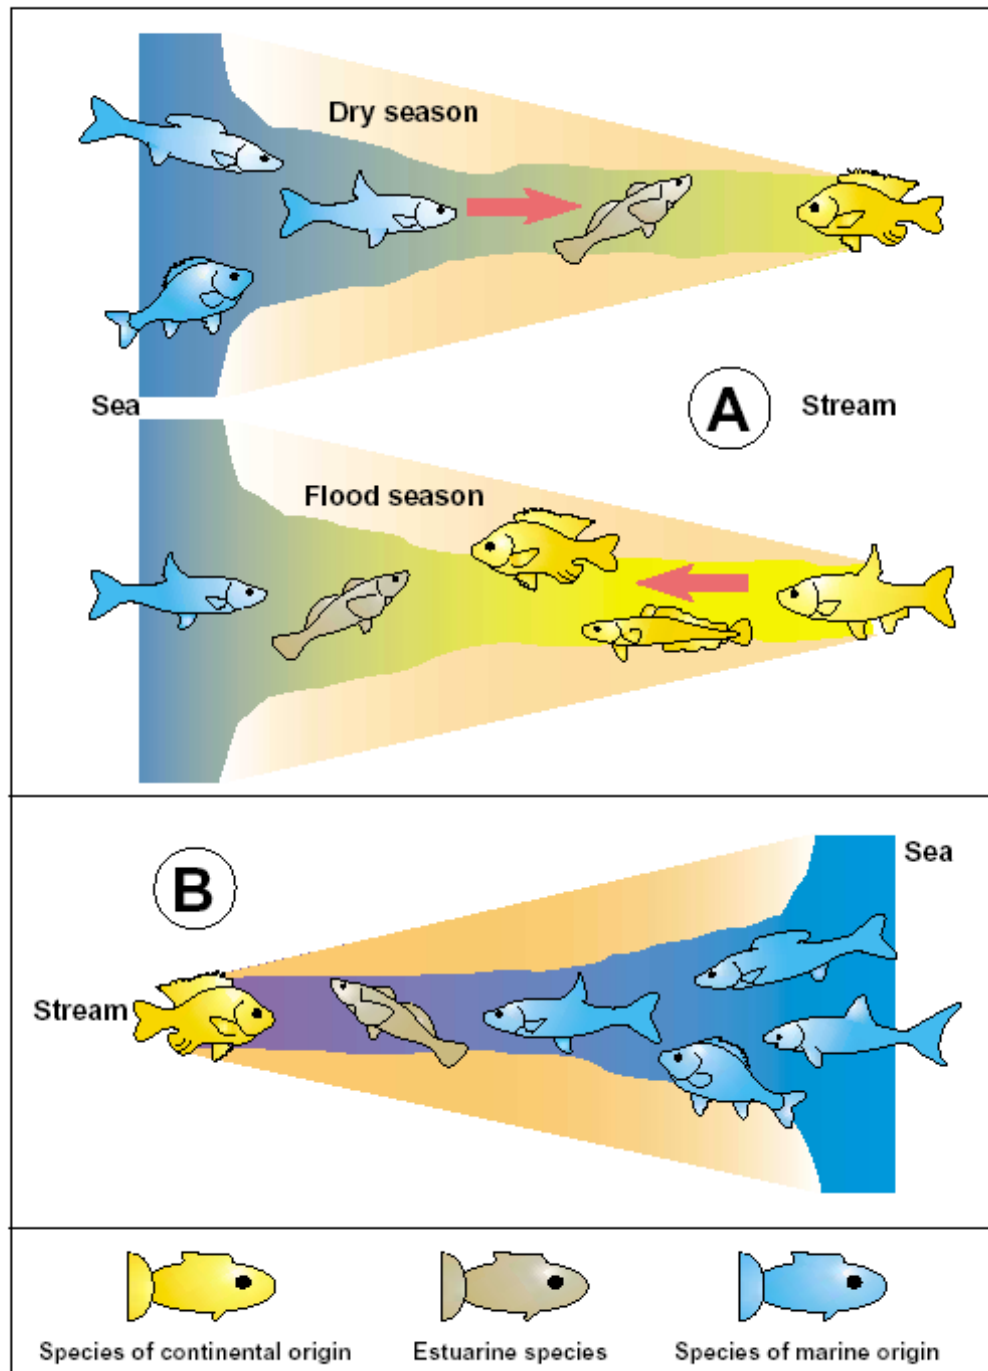 Dry season
Sea
A
Stream
Flood season
B
Sea
Stream
Species of continental origin
Estuarine species
Species of marine origin